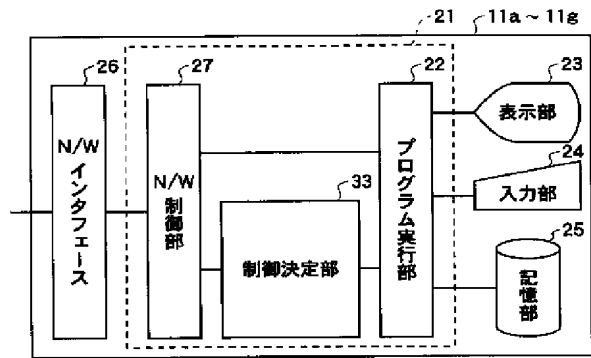 21
11a～11g
26
27
22
23
N/W インタフェース
N/W 制御部
プログラム実行部
表示部
24
入力部
33
制御決定部
25
記憶部